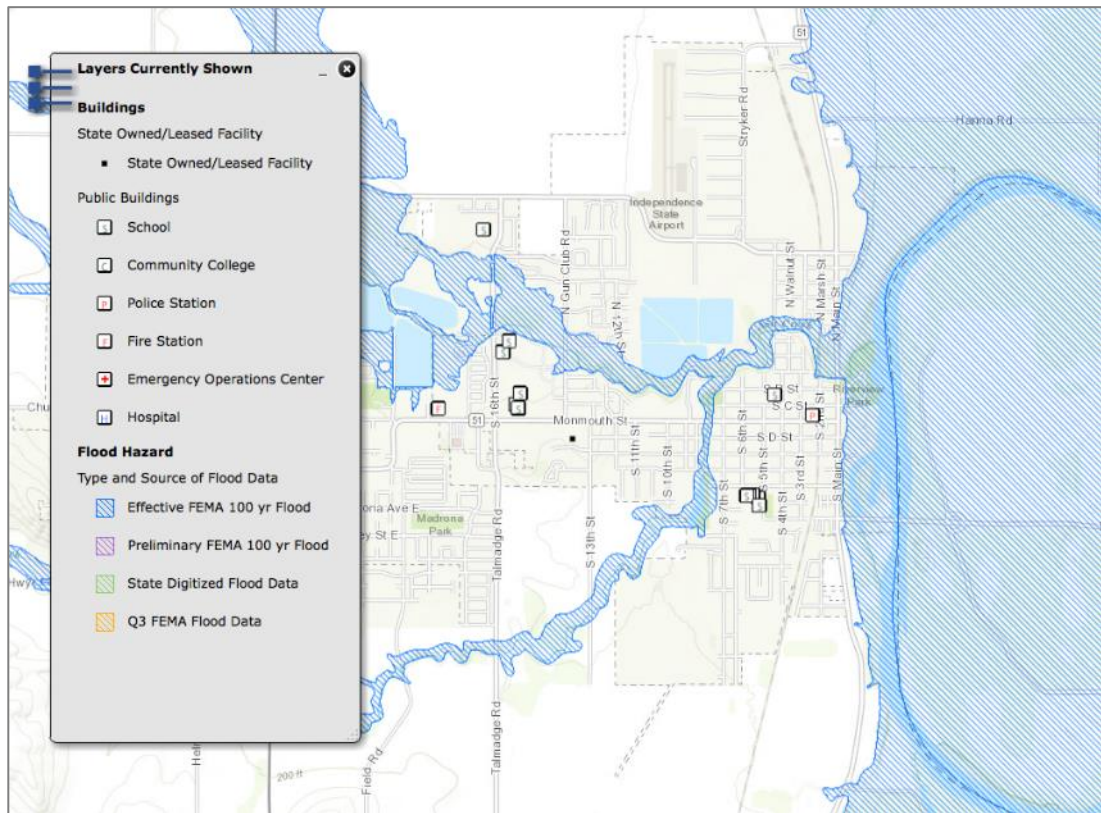 Layers Currently Shown
Buildings
State Owned/Leased Facility
State Owned/Leased Facility
Public Buildings
S School
C Community College
P Police Station
F Fire Station
Emergency Operations Center
H Hospital
Flood Hazard
Type and Source of Flood Data
Effective FEMA 100 yr Flood
Preliminary FEMA 100 yr Flood
State Digitized Flood Data
Q3 FEMA Flood Data
51
Stryker Rd
Hanna Rd
Independence
State
Airport
N Gun Club Rd
N 12th St
N Walnut St
N Marsh St
N Main St
Riverview
Park
S
S
S
S
S
S
S
S
F
P
S 16th St
51
Monmouth St
S C St
S D St
S 2nd St
S 6th St
S 5th St
S 3rd St
S Main St
S 11th St
S 10th St
S 7th St
S 4th St
S 13th St
Madrona
Park
Talmadge Rd
Talmadge Rd
Field Rd
200 ft